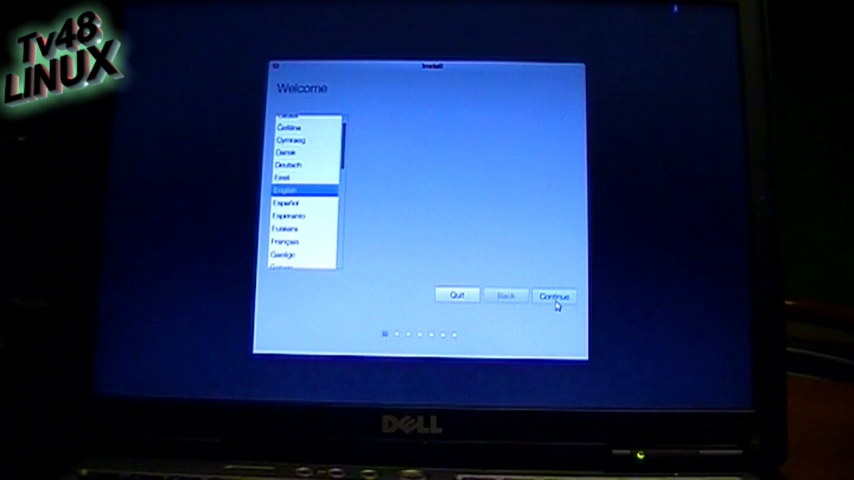 Tv48
LINUX
Install
Welcome
Čeština
Cymraeg
Dansk
Deutsch
Eesti
English
Español
Esperanto
Euskara
Français
Gaeilge
Quit
Back
Continue
DELL